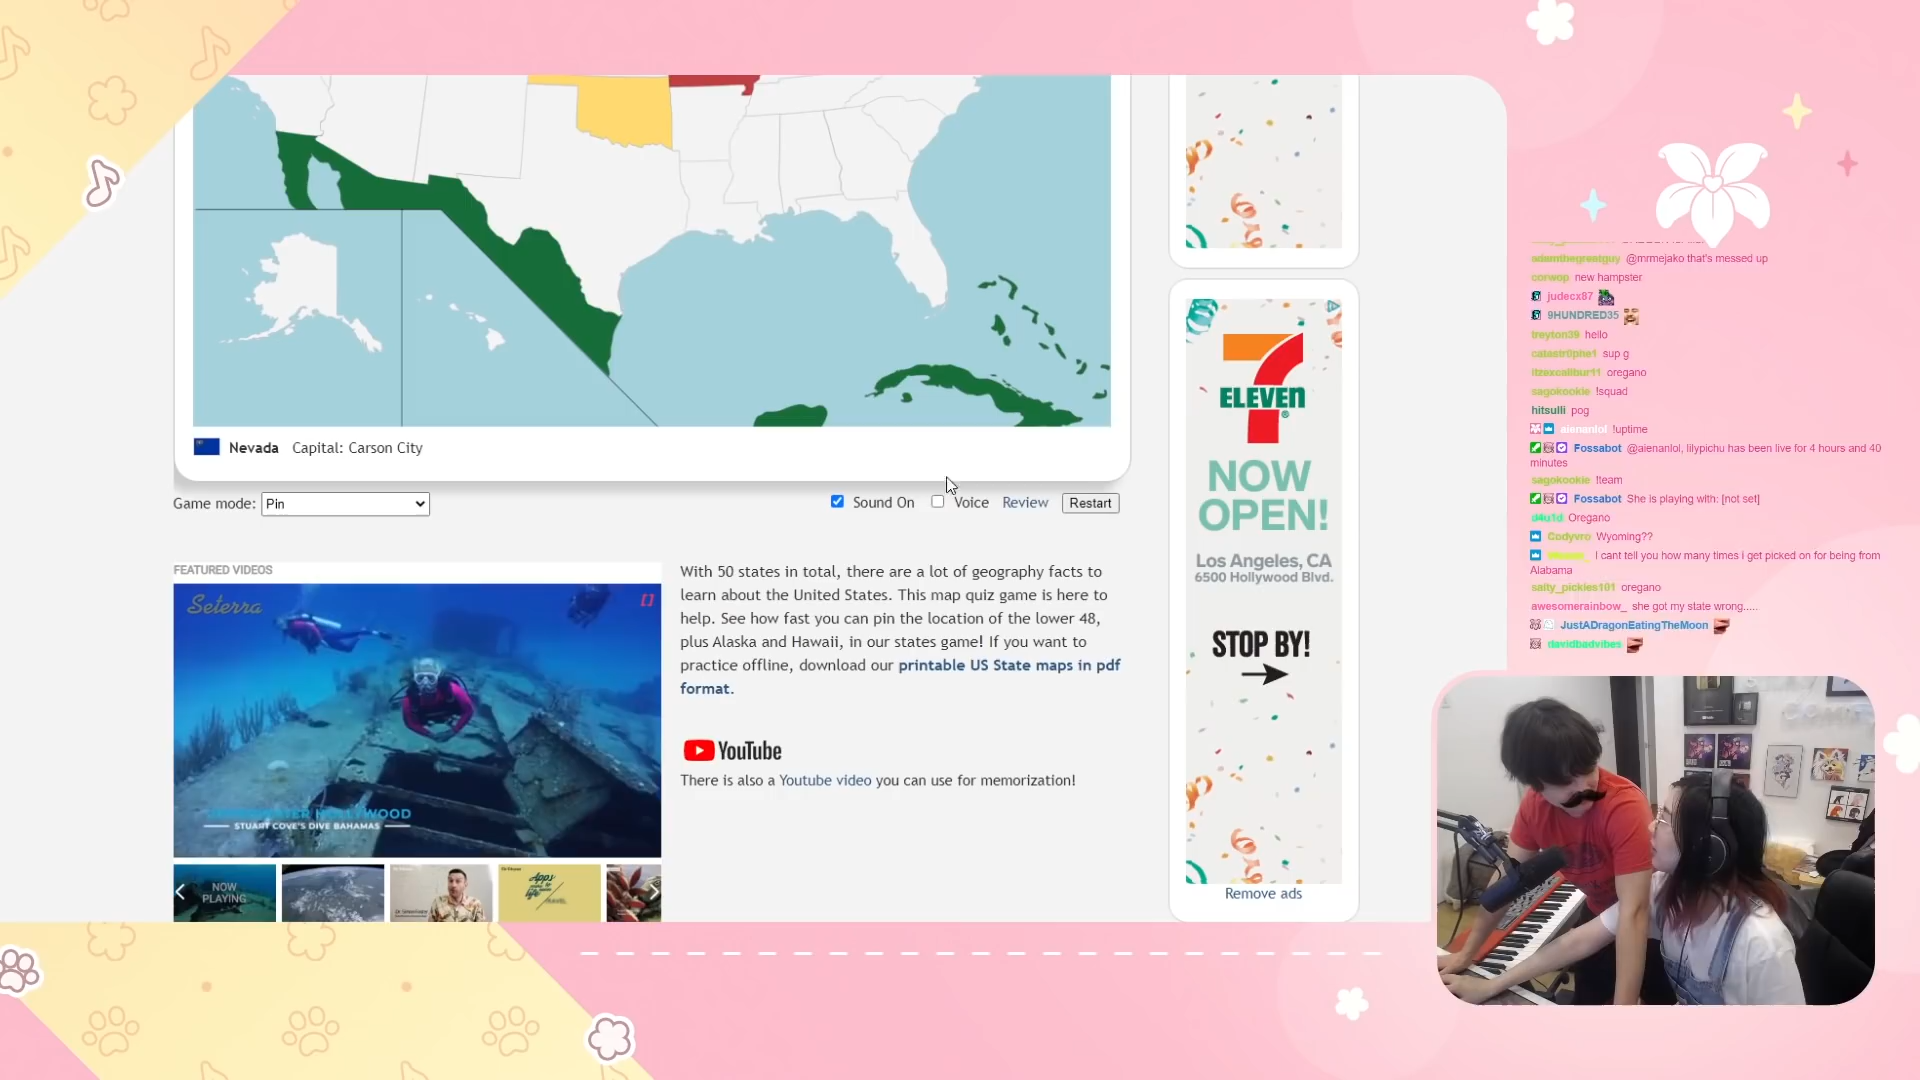 Nevada Capital: Carson City
Game mode: Pin
Sound On Voice Review Restart
FEATURED VIDEOS
Seterra
HOLLYWOOD
STUART COVE'S DIVE BAHAMAS
NOW
PLAYING
With 50 states in total, there are a lot of geography facts to
learn about the United States. This map quiz game is here to
help. See how fast you can pin the location of the lower 48,
plus Alaska and Hawaii, in our states game! If you want to
practice offline, download our printable US State maps in pdf
format.
YouTube
There is also a Youtube video you can use for memorization!
7
ELEVEN
NOW
OPEN!
Los Angeles, CA
6500 Hollywood Blvd.
STOP BY!
Remove ads
adamthegreatguy @mrmejako that's messed up
corwop new hampster
judecx87
9HUNDRED35
treyton39 hello
catastr0phe1 sup g
itzexcalibur11 oregano
sagokookie !squad
hitsulli pog
aienanlol !uptime
Fossabot @aienanlol, lilypichu has been live for 4 hours and 40
minutes
sagokookie !team
Fossabot She is playing with: [not set]
d4u1d Oregano
Codyvro Wyoming??
I cant tell you how many times i get picked on for being from
Alabama
salty_pickles101 oregano
awesomerainbow_ she got my state wrong.....
JustADragonEatingTheMoon
davidbadvibes